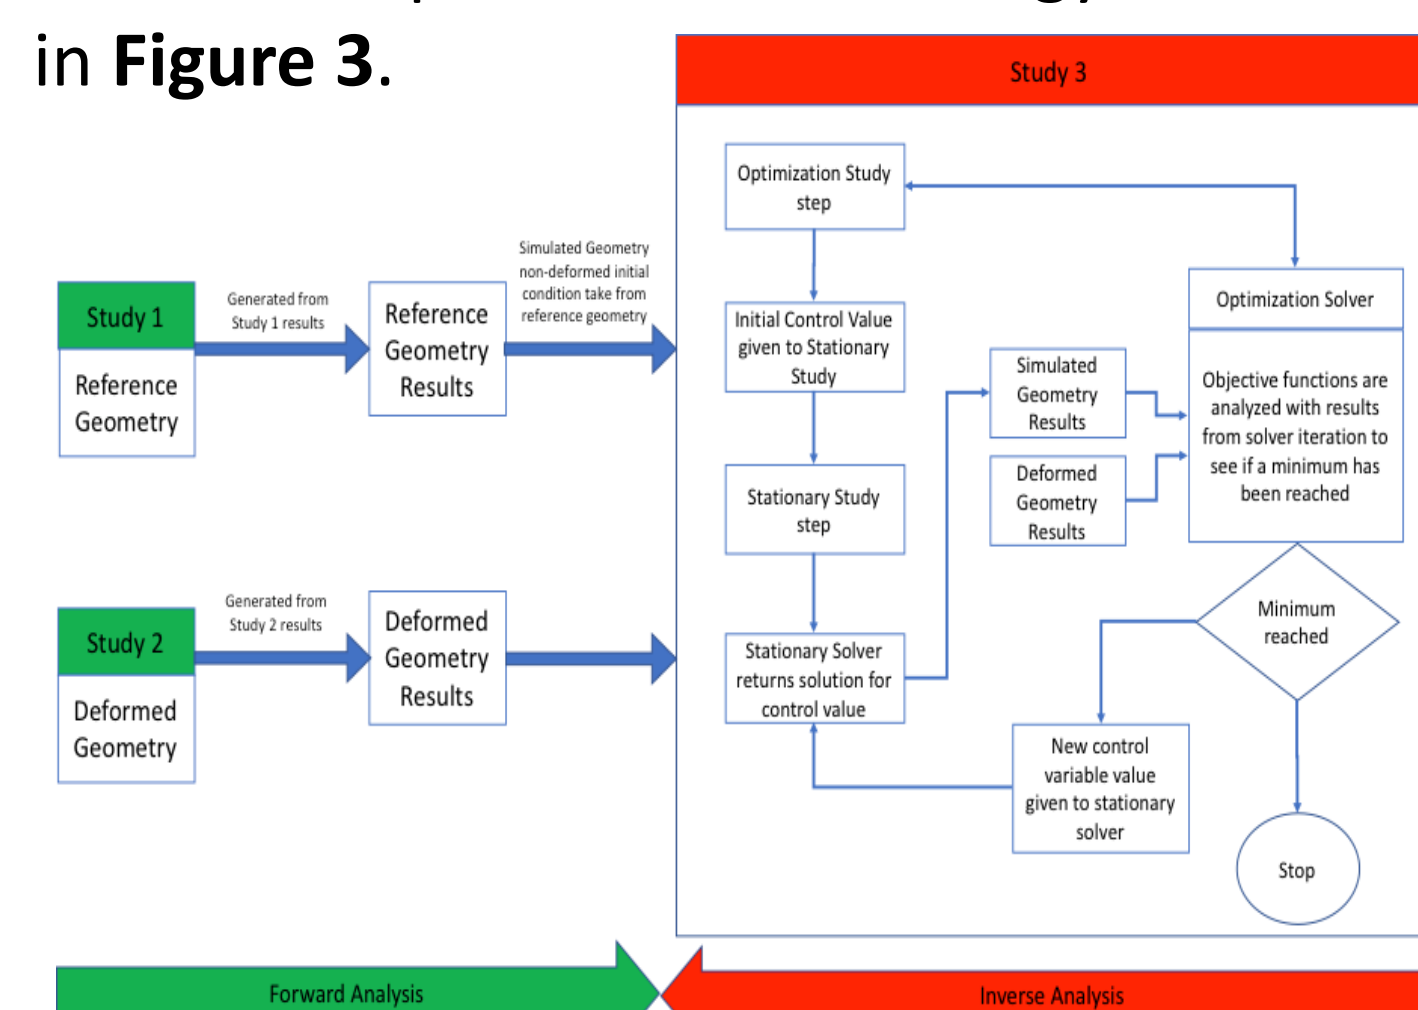 in Figure 3.
Study 3
Optimization Study
step
Optimization Solver
Simulated Geometry
non-deformed initial
condition take from
reference geometry
Generated from
Study 1 results
Study 1
Reference
Geometry
Reference
Geometry
Results
Initial Control Value
given to Stationary
Study
Simulated
Geometry
Results
Objective functions are
analyzed with results
from solver iteration to
see if a minimum has
been reached
Deformed
Geometry
Results
Stationary Study
step
Generated from
Study 2 results
Study 2
Deformed
Geometry
Deformed
Geometry
Results
Stationary Solver
returns solution for
control value
Minimum
reached
New control
variable value
given to stationary
solver
Stop
Forward Analysis
Inverse Analysis